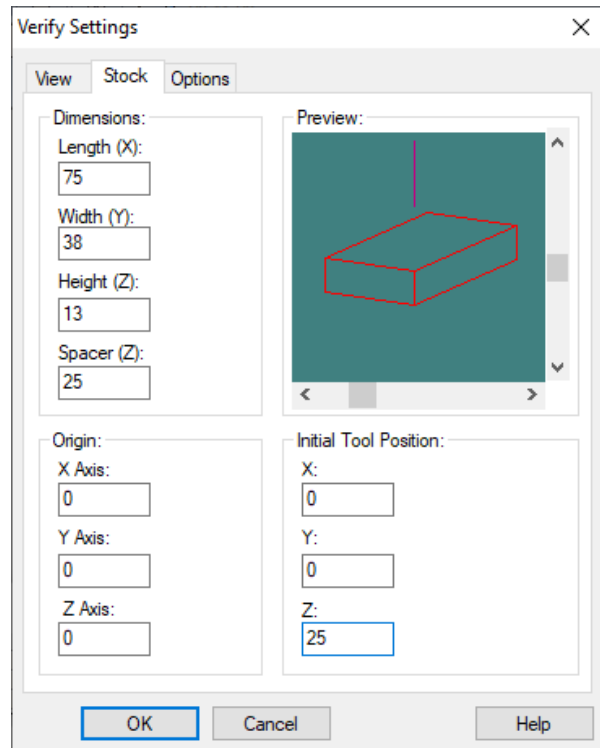 Verify Settings
View Stock Options
Dimensions:
Length (X):
75
Width (Y):
38
Height (Z):
13
Spacer (Z):
25
Preview:
Origin:
X Axis:
0
Y Axis:
0
Z Axis:
0
Initial Tool Position:
X:
0
Y:
0
Z:
25
OK Cancel Help